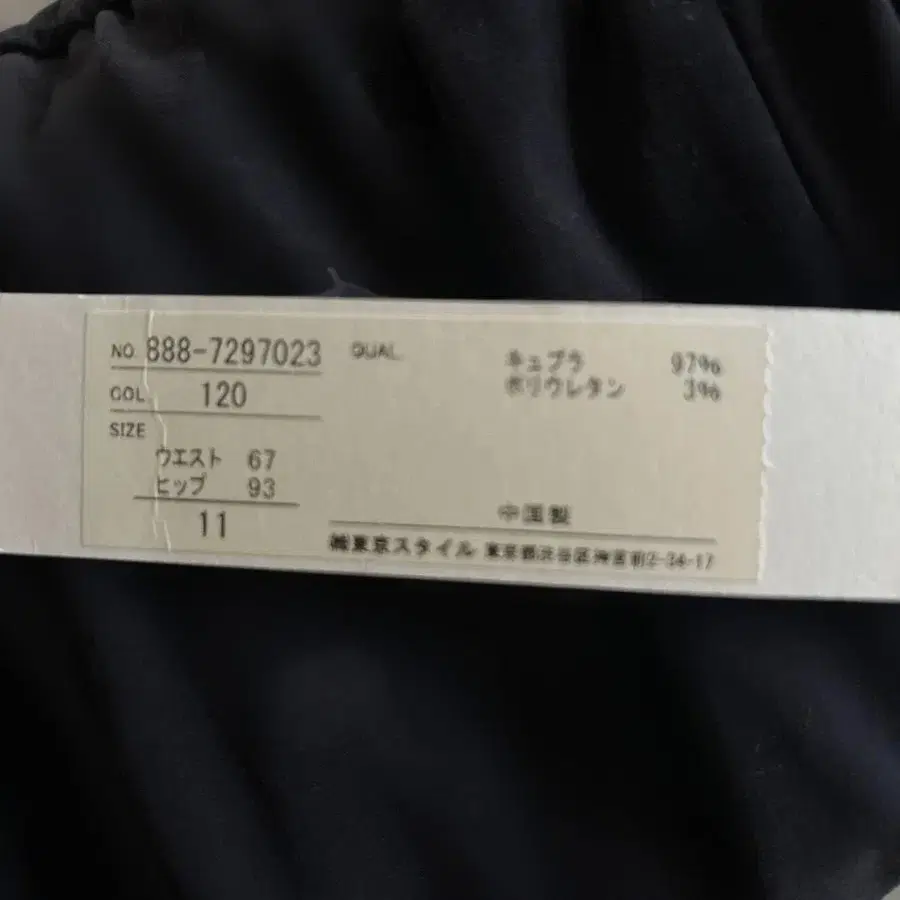 NO. 888-7297023
COL 120
SIZE
ウエスト 67
ヒップ 93
11
QUAL
キュプラ 97%
ポリウレタン 3%
中国製
㈱東京スタイル 東京都渋谷区神宮前2-34-17